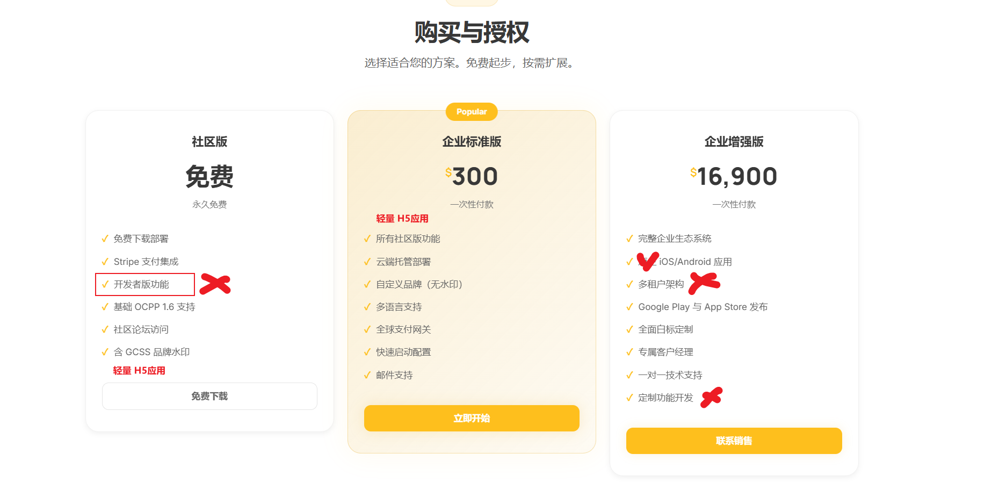 购买与授权
选择适合您的方案。免费起步，按需扩展。
社区版
免费
永久免费
✓ 免费下载部署
✓ Stripe 支付集成
✓ 开发者版功能
✓ 基础 OCPP 1.6 支持
✓ 社区论坛访问
✓ 含 GCSS 品牌水印
轻量 H5应用
免费下载
Popular
企业标准版
$300
一次性付款
轻量 H5应用
✓ 所有社区版功能
✓ 云端托管部署
✓ 自定义品牌（无水印）
✓ 多语言支持
✓ 全球支付网关
✓ 快速启动配置
✓ 邮件支持
立即开始
企业增强版
$16,900
一次性付款
✓ 完整企业生态系统
✓ iOS/Android 应用
✓ 多租户架构
✓ Google Play 与 App Store 发布
✓ 全面白标定制
✓ 专属客户经理
✓ 一对一技术支持
✓ 定制功能开发
联系销售